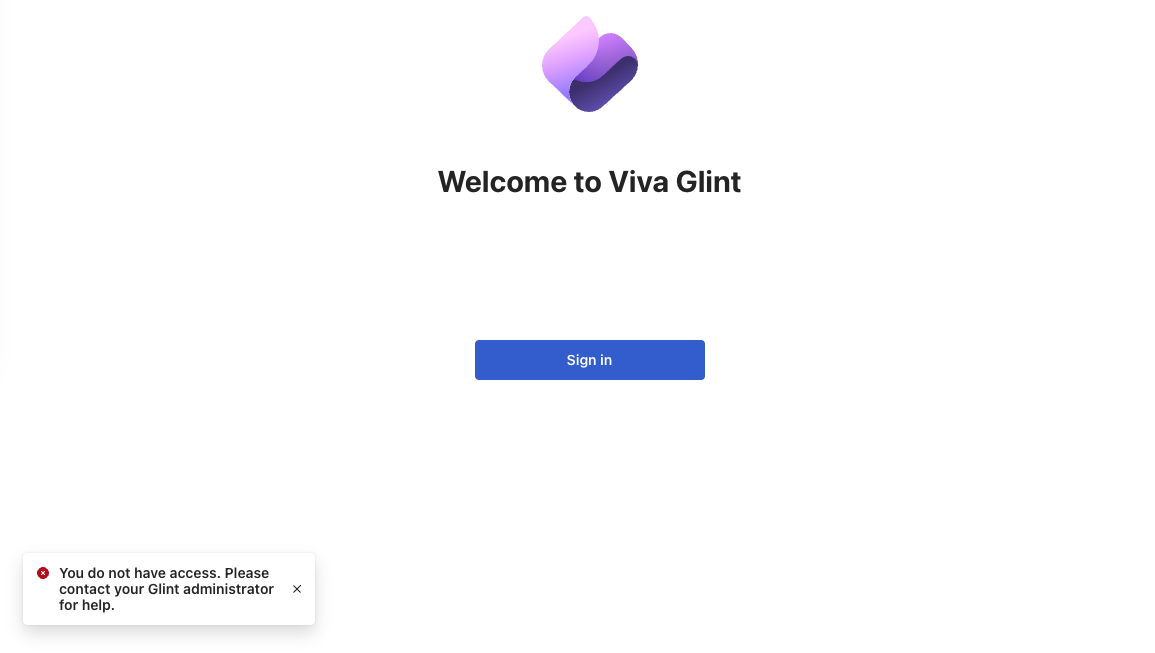 Welcome to Viva Glint
Sign in
You do not have access. Please
contact your Glint administrator
for help.